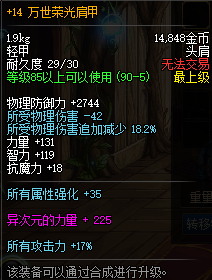 +14 万世荣光肩甲
1.9kg 14,848金币
轻甲 头肩
耐久度 29/30 无法交易
等级85以上可以使用 (90-5) 最上级
物理防御力 +2744
所受物理伤害 -42
所受物理伤害追加减少 18.2%
力量 +131
智力 +119
抗魔力 +18
所有属性强化 +35
异次元的力量 + 225
所有攻击力 +17%
该装备可以通过合成进行升级。
重置
转移